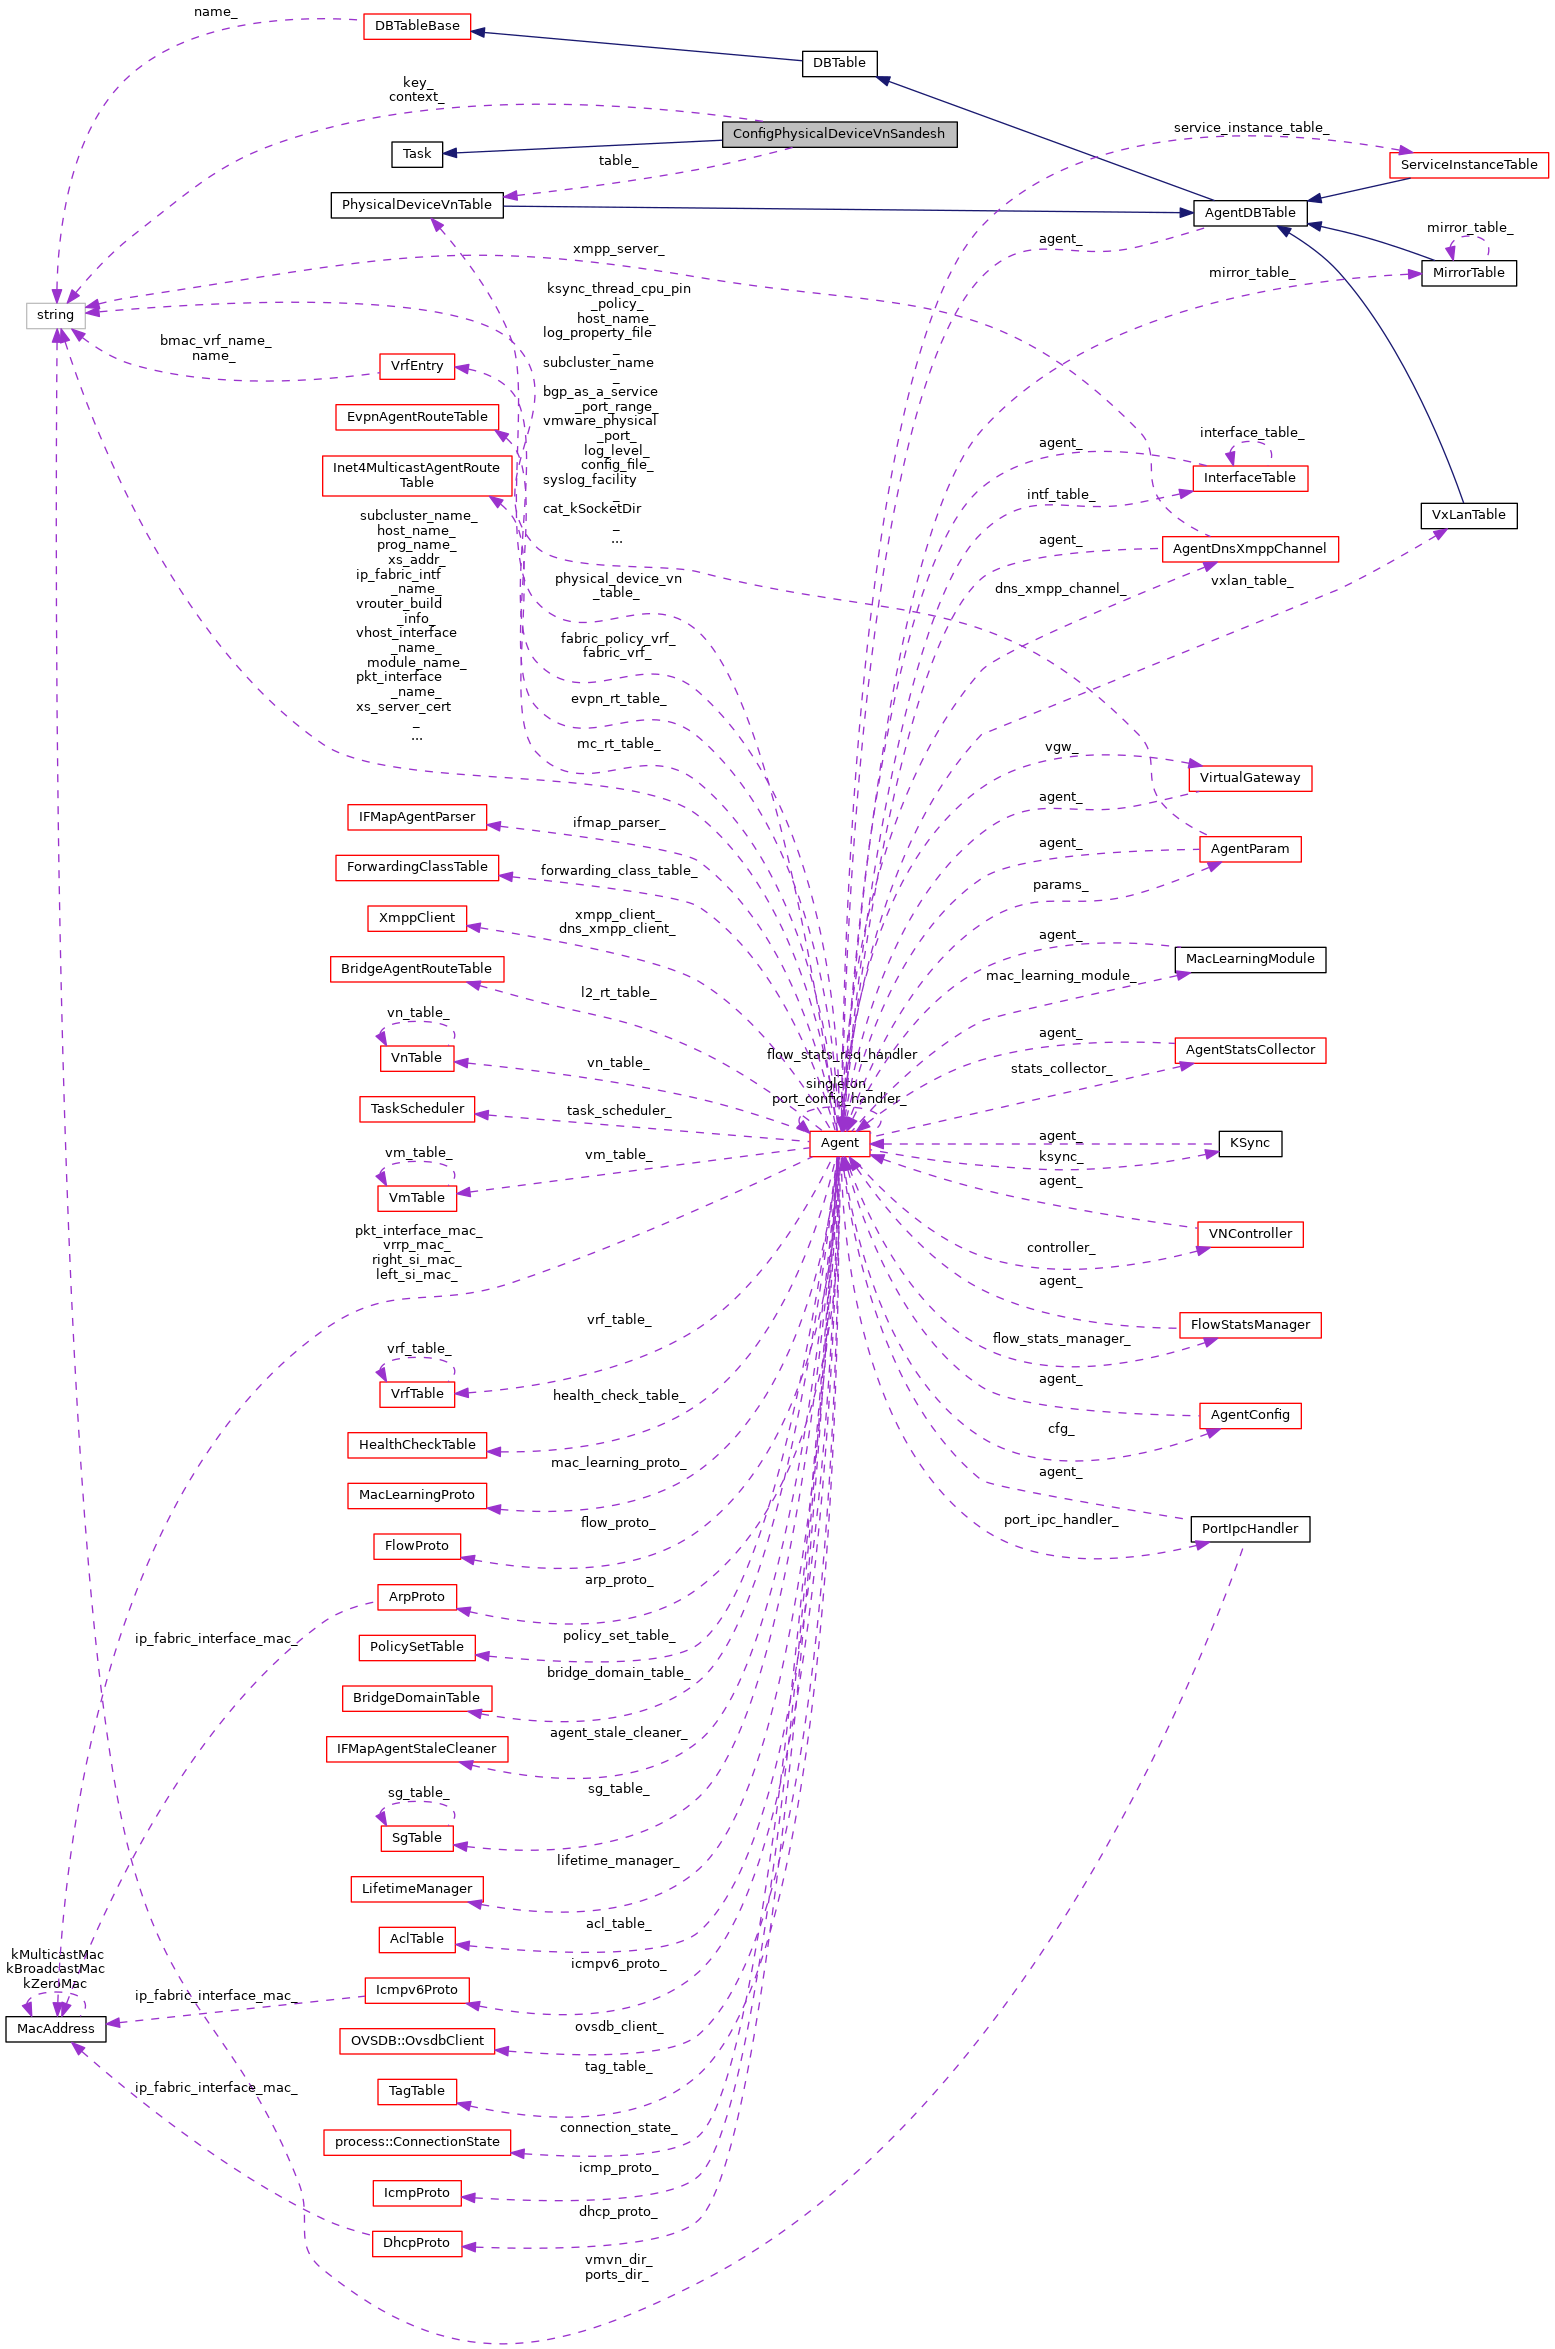 name_
DBTableBase
DBTable
key_
context_
ConfigPhysicalDeviceVnSandesh
service_instance_table_
Task
table_
ServiceInstanceTable
PhysicalDeviceVnTable
AgentDBTable
mirror_table_
agent_
xmpp_server_
mirror_table_
MirrorTable
string
ksync_thread_cpu_pin
_policy_
host_name_
log_property_file
_
subcluster_name
_
bgp_as_a_service
_port_range_
vmware_physical
_port_
log_level_
config_file_
syslog_facility
_
cat_kSocketDir
_
...
bmac_vrf_name_
name_
VrfEntry
EvpnAgentRouteTable
Inet4MulticastAgentRoute
Table
agent_
interface_table_
InterfaceTable
intf_table_
VxLanTable
agent_
AgentDnsXmppChannel
dns_xmpp_channel_
vxlan_table_
subcluster_name_
host_name_
prog_name_
xs_addr_
ip_fabric_intf
_name_
vrouter_build
_info_
vhost_interface
_name_
module_name_
pkt_interface
_name_
xs_server_cert
_
...
physical_device_vn
_table_
fabric_policy_vrf_
fabric_vrf_
evpn_rt_table_
mc_rt_table_
vgw_
VirtualGateway
agent_
IFMapAgentParser
ifmap_parser_
agent_
AgentParam
ForwardingClassTable
forwarding_class_table_
params_
XmppClient
xmpp_client_
dns_xmpp_client_
agent_
MacLearningModule
BridgeAgentRouteTable
mac_learning_module_
l2_rt_table_
vn_table_
VnTable
vn_table_
flow_stats_req_handler
_
singleton_
port_config_handler_
agent_
AgentStatsCollector
stats_collector_
TaskScheduler
task_scheduler_
Agent
agent_
KSync
ksync_
vm_table_
VmTable
vm_table_
agent_
pkt_interface_mac_
vrrp_mac_
right_si_mac_
left_si_mac_
VNController
controller_
agent_
vrf_table_
FlowStatsManager
flow_stats_manager_
vrf_table_
VrfTable
health_check_table_
agent_
AgentConfig
cfg_
HealthCheckTable
mac_learning_proto_
agent_
MacLearningProto
flow_proto_
port_ipc_handler_
PortIpcHandler
FlowProto
arp_proto_
ArpProto
ip_fabric_interface_mac_
policy_set_table_
PolicySetTable
bridge_domain_table_
BridgeDomainTable
agent_stale_cleaner_
IFMapAgentStaleCleaner
sg_table_
sg_table_
SgTable
lifetime_manager_
LifetimeManager
acl_table_
AclTable
kMulticastMac
kBroadcastMac
kZeroMac
MacAddress
icmpv6_proto_
Icmpv6Proto
ip_fabric_interface_mac_
ovsdb_client_
OVSDB::OvsdbClient
tag_table_
TagTable
ip_fabric_interface_mac_
connection_state_
process::ConnectionState
icmp_proto_
IcmpProto
dhcp_proto_
DhcpProto
vmvn_dir_
ports_dir_